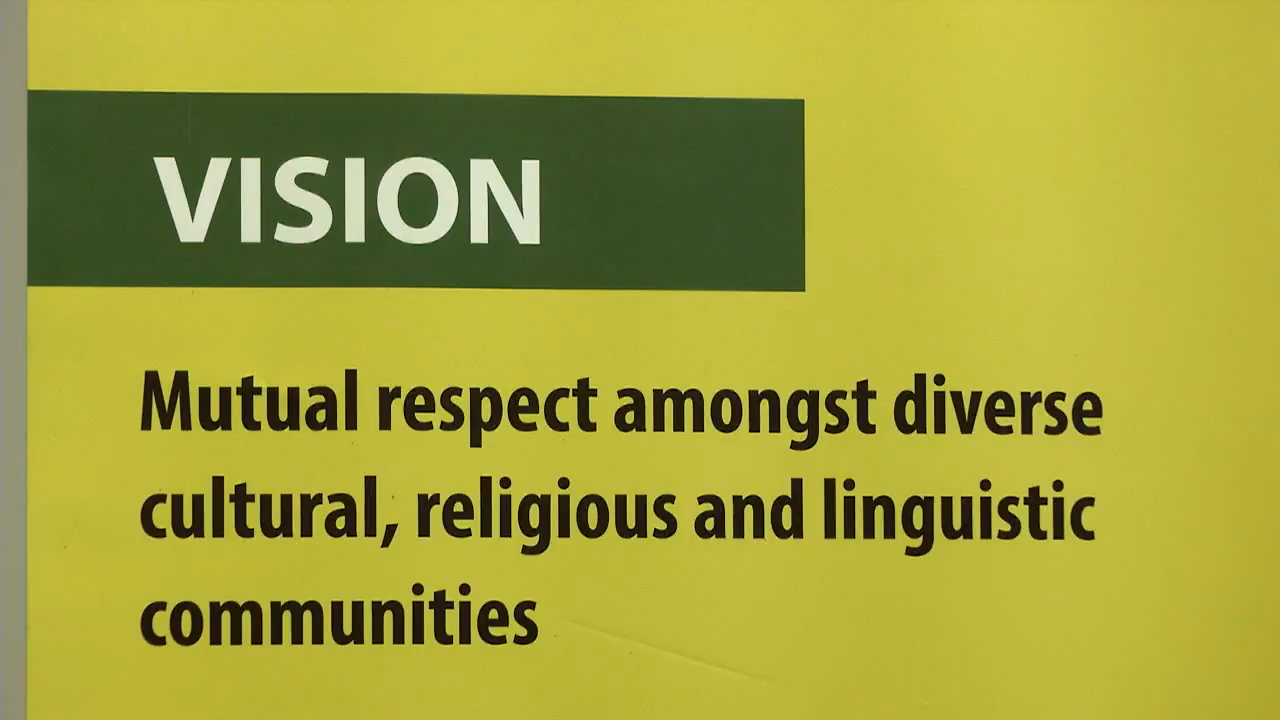 VISION
Mutual respect amongst diverse
cultural, religious and linguistic
communities